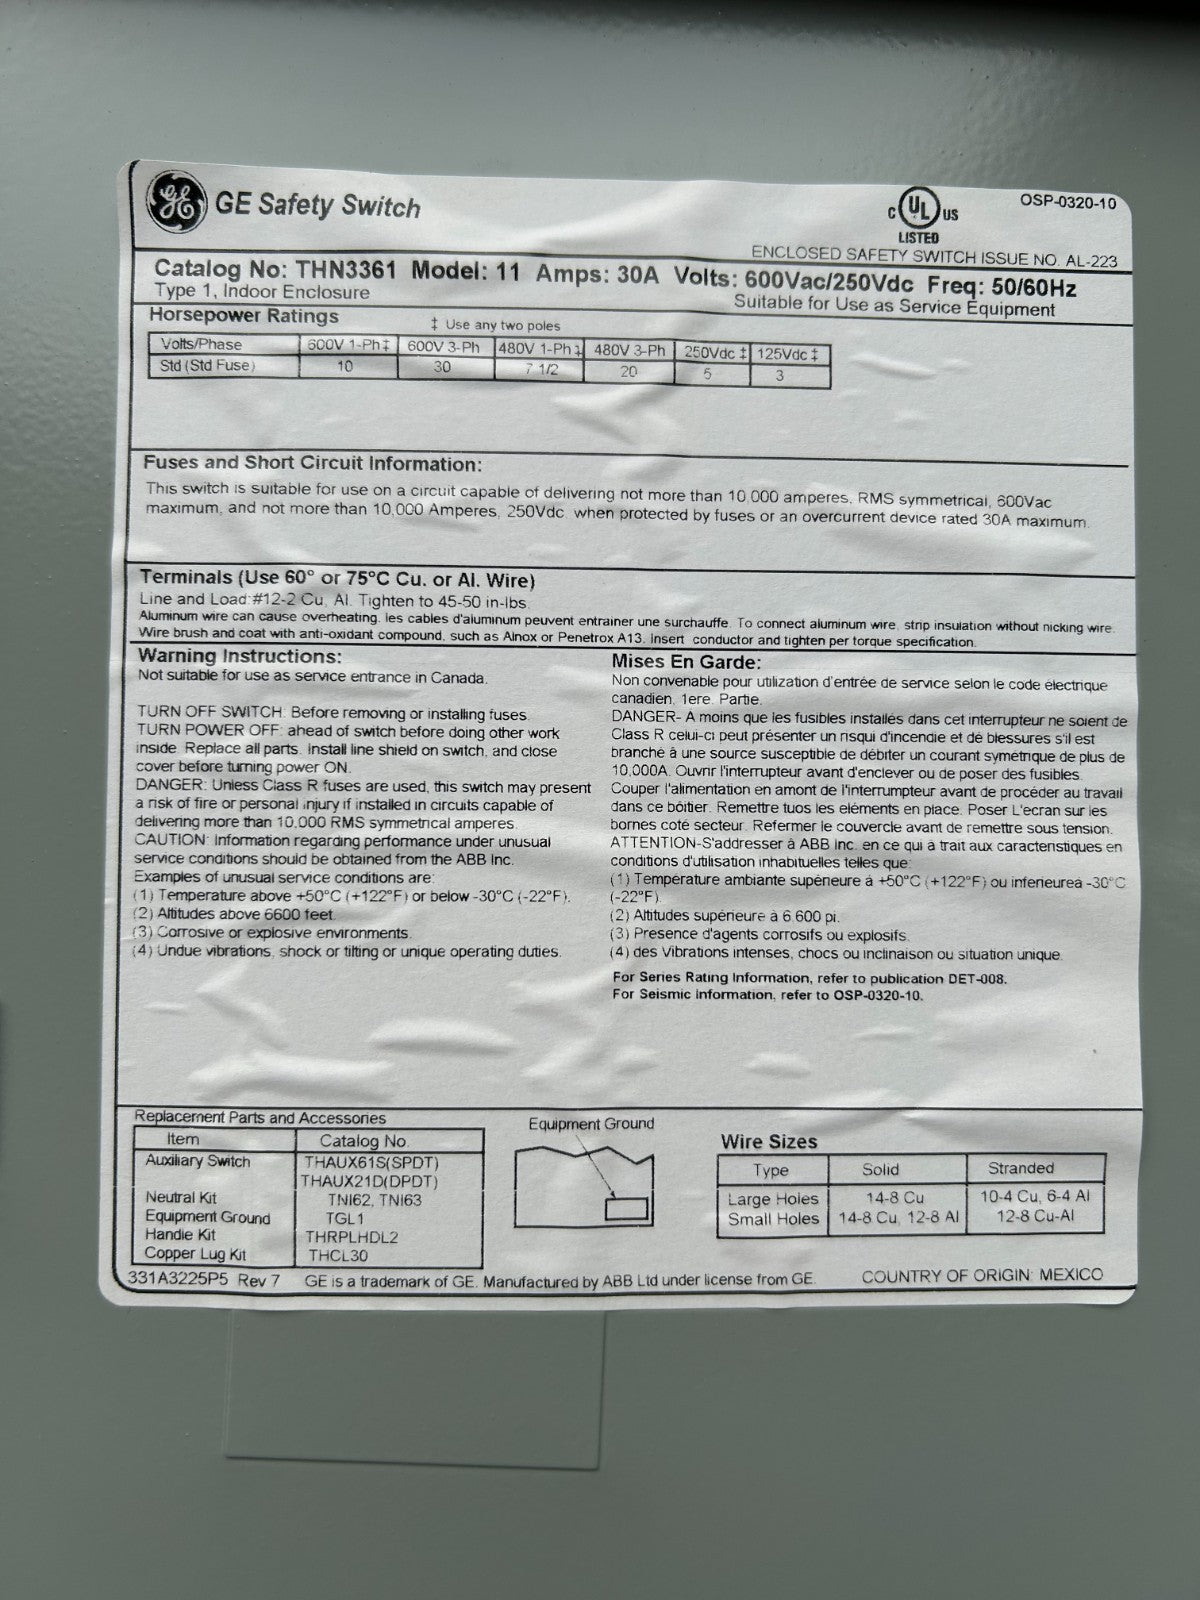 GE GE Safety Switch
C UL US
LISTED
OSP-0320-10
ENCLOSED SAFETY SWITCH ISSUE NO. AL-223
Catalog No: THN3361 Model: 11 Amps: 30A Volts: 600Vac/250Vdc Freq: 50/60Hz
Type 1, Indoor Enclosure
Suitable for Use as Service Equipment
Horsepower Ratings ‡ Use any two poles
Volts/Phase 600V 1-Ph‡ 600V 3-Ph 480V 1-Ph‡ 480V 3-Ph 250Vdc ‡ 125Vdc ‡
Std (Std Fuse) 10 30 7 1/2 20 5 3
Fuses and Short Circuit Information:
This switch is suitable for use on a circuit capable of delivering not more than 10,000 amperes, RMS symmetrical, 600Vac
maximum, and not more than 10,000 Amperes, 250Vdc. when protected by fuses or an overcurrent device rated 30A maximum.
Terminals (Use 60° or 75°C Cu. or Al. Wire)
Line and Load:#12-2 Cu, Al. Tighten to 45-50 in-lbs.
Aluminum wire can cause overheating. les cables d'aluminum peuvent entrainer une surchauffe. To connect aluminum wire, strip insulation without nicking wire.
Wire brush and coat with anti-oxidant compound, such as Alnox or Penetrox A13. Insert conductor and tighten per torque specification.
Warning Instructions:
Not suitable for use as service entrance in Canada.
TURN OFF SWITCH: Before removing or installing fuses.
TURN POWER OFF: ahead of switch before doing other work
inside. Replace all parts. install line shield on switch, and close
cover before turning power ON.
DANGER: Unless Class R fuses are used, this switch may present
a risk of fire or personal injury if installed in circuits capable of
delivering more than 10,000 RMS symmetrical amperes.
CAUTION: Information regarding performance under unusual
service conditions should be obtained from the ABB Inc.
Examples of unusual service conditions are:
(1) Temperature above +50°C (+122°F) or below -30°C (-22°F).
(2) Altitudes above 6600 feet.
(3) Corrosive or explosive environments.
(4) Undue vibrations, shock or tilting or unique operating duties.
Mises En Garde:
Non convenable pour utilization d'entrée de service selon le code électrique
canadien, 1ere. Partie.
DANGER- A moins que les fusibles installés dans cet interrupteur ne soient de
Class R celui-ci peut présenter un risqui d'incendie et de blessures s'il est
branché à une source susceptible de débiter un courant symétrique de plus de
10,000A. Ouvrir l'interrupteur avant d'enclever ou de poser des fusibles.
Couper l'alimentation en amont de l'interrumpteur avant de procéder au travail
dans ce bôitier. Remettre tuos les eléments en place. Poser L'ecran sur les
bornes coté secteur. Refermer le couvercle avant de remettre sous tension.
ATTENTION-S'addresser à ABB Inc. en ce qui à trait aux caracteristiques en
conditions d'utilisation inhabituelles telles que:
(1) Température ambiante supérieure à +50°C (+122°F) ou inferieurea -30°C
(-22°F).
(2) Altitudes supérieure à 6.600 pi.
(3) Presence d'agents corrosifs ou explosifs.
(4) des Vibrations intenses, chocs ou inclinaison ou situation unique.
For Series Rating Information, refer to publication DET-008.
For Seismic Information, refer to OSP-0320-10.
Replacement Parts and Accessories
Item Catalog No.
Auxiliary Switch THAUX61S(SPDT)
THAUX21D(DPDT)
Neutral Kit TNI62, TNI63
Equipment Ground TGL1
Handle Kit THRPLHDL2
Copper Lug Kit THCL30
Equipment Ground
Wire Sizes
Type Solid Stranded
Large Holes 14-8 Cu 10-4 Cu, 6-4 Al
Small Holes 14-8 Cu, 12-8 Al 12-8 Cu-Al
331A3225P5 Rev 7 GE is a trademark of GE. Manufactured by ABB Ltd under license from GE. COUNTRY OF ORIGIN: MEXICO